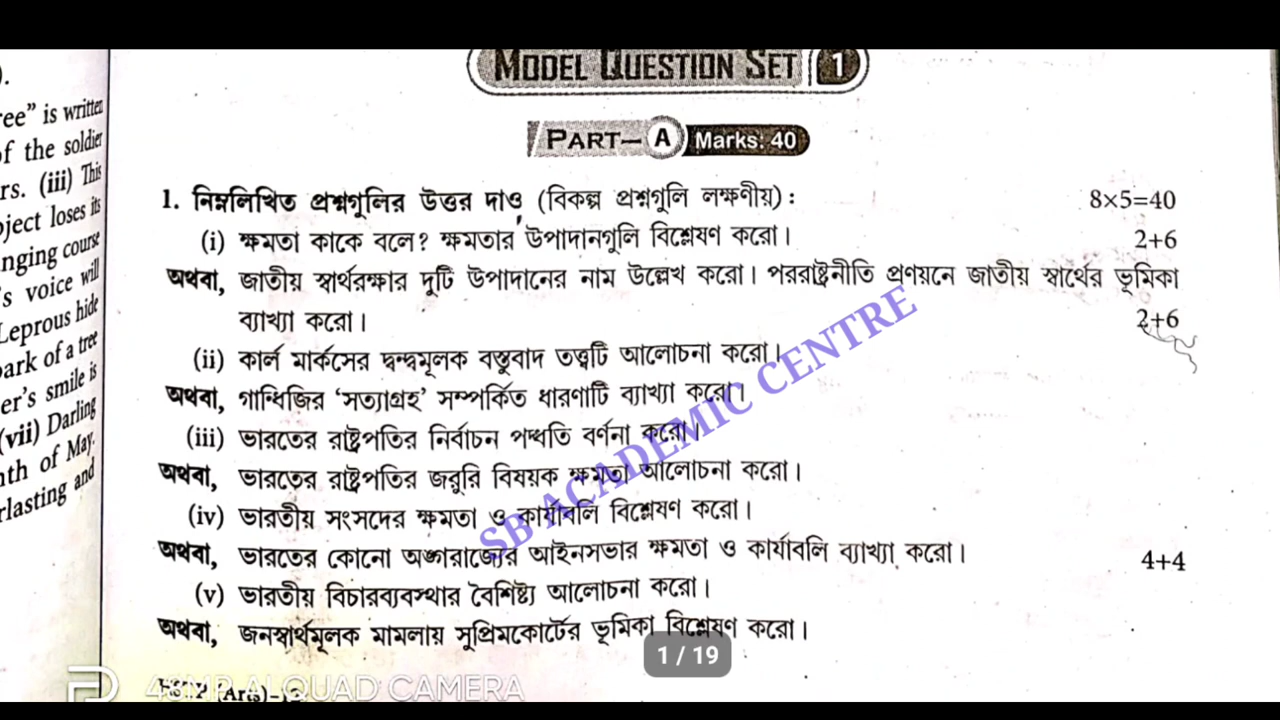 MODEL QUESTION SET 1
PART—A Marks: 40
ree” is written
of the soldier
rs. (iii) This
ject loses its
nging course
's voice will
Leprous hide
ark of a tree
er's smile is
(vii) Darling
nth of May.
rlasting and
1. নিম্নলিখিত প্রশ্নগুলির উত্তর দাও (বিকল্প প্রশ্নগুলি লক্ষণীয়) : 8×5=40
(i) ক্ষমতা কাকে বলে? ক্ষমতার উপাদানগুলি বিশ্লেষণ করো। 2+6
অথবা, জাতীয় স্বার্থরক্ষার দুটি উপাদানের নাম উল্লেখ করো। পররাষ্ট্রনীতি প্রণয়নে জাতীয় স্বার্থের ভূমিকা
ব্যাখ্যা করো। 2+6
(ii) কার্ল মার্কসের দ্বন্দ্বমূলক বস্তুবাদ তত্ত্বটি আলোচনা করো।
অথবা, গান্ধিজির ‘সত্যাগ্রহ’ সম্পর্কিত ধারণাটি ব্যাখ্যা করো।
(iii) ভারতের রাষ্ট্রপতির নির্বাচন পদ্ধতি বর্ণনা করো।
অথবা, ভারতের রাষ্ট্রপতির জরুরি বিষয়ক ক্ষমতা আলোচনা করো।
(iv) ভারতীয় সংসদের ক্ষমতা ও কার্যাবলি বিশ্লেষণ করো।
অথবা, ভারতের কোনো অঙ্গরাজ্যের আইনসভার ক্ষমতা ও কার্যাবলি ব্যাখ্যা করো। 4+4
(v) ভারতীয় বিচারব্যবস্থার বৈশিষ্ট্য আলোচনা করো।
অথবা, জনস্বার্থমূলক মামলায় সুপ্রিমকোর্টের ভূমিকা বিশ্লেষণ করো।
SB ACADEMIC CENTRE
1 / 19
48MP AI QUAD CAMERA
(Arts)